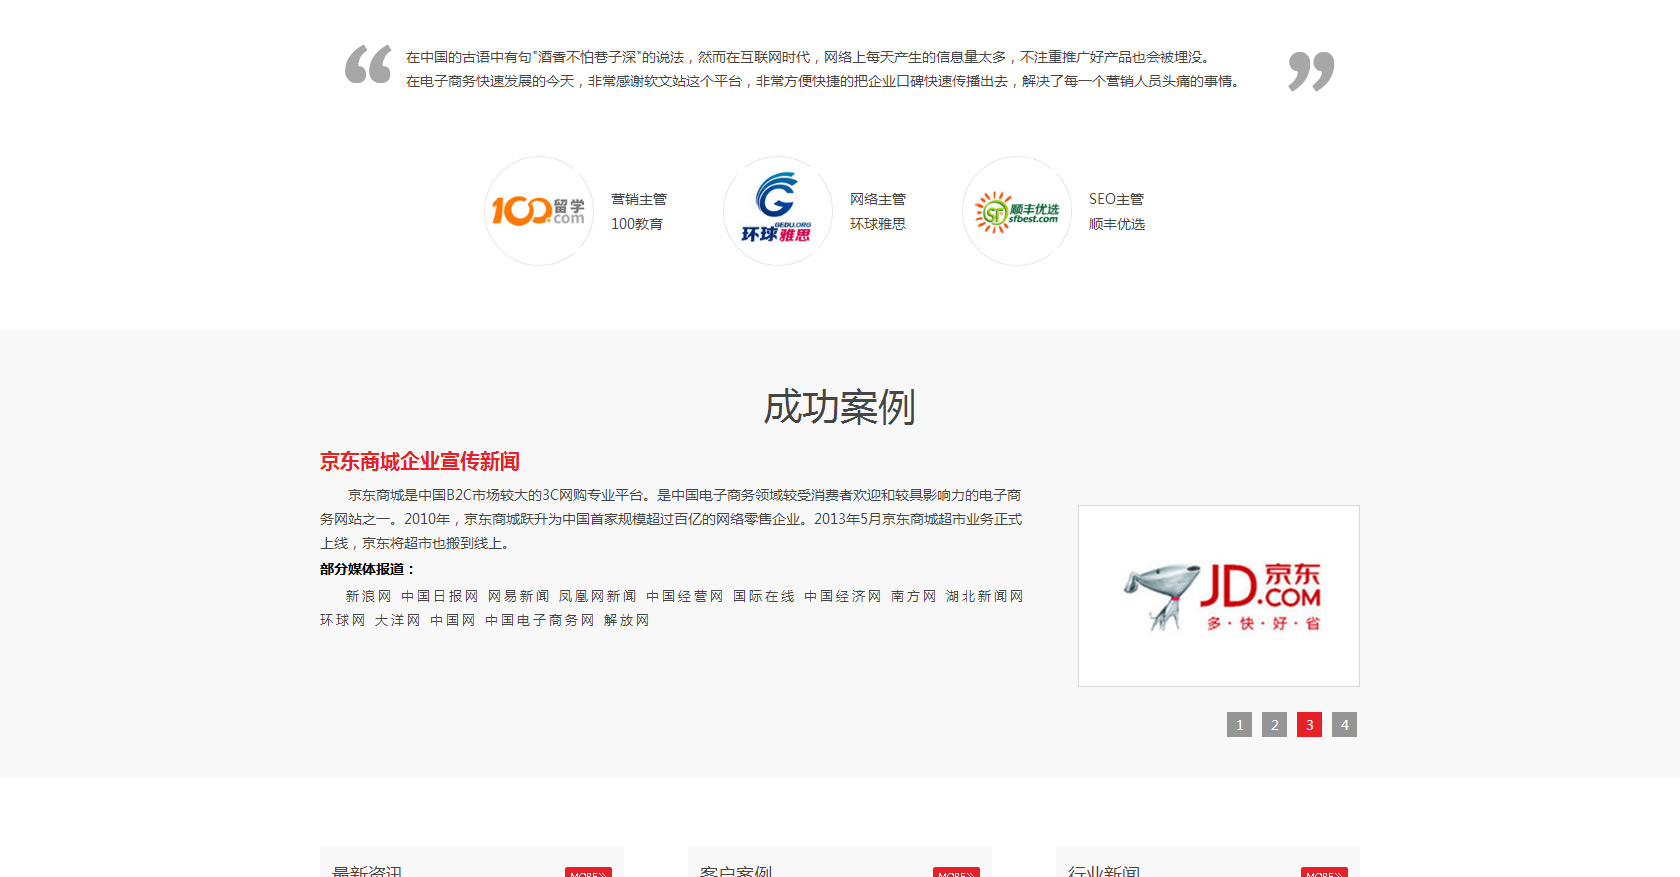 在中国的古语中有句"酒香不怕巷子深"的说法，然而在互联网时代，网络上每天产生的信息量太多，不注重推广好产品也会被埋没。
在电子商务快速发展的今天，非常感谢软文站这个平台，非常方便快捷的把企业口碑快速传播出去，解决了每一个营销人员头痛的事情。
100留学.com
营销主管
100教育
GEDU.ORG
环球雅思
网络主管
环球雅思
SF
顺丰优选
sfbest.com
SEO主管
顺丰优选
成功案例
京东商城企业宣传新闻
京东商城是中国B2C市场较大的3C网购专业平台。是中国电子商务领域较受消费者欢迎和较具影响力的电子商
务网站之一。2010年，京东商城跃升为中国首家规模超过百亿的网络零售企业。2013年5月京东商城超市业务正式
上线，京东将超市也搬到线上。
部分媒体报道：
新浪网 中国日报网 网易新闻 凤凰网新闻 中国经营网 国际在线 中国经济网 南方网 湖北新闻网
环球网 大洋网 中国网 中国电子商务网 解放网
JD京东.COM
多·快·好·省
1 2 3 4
最新资讯 MORE》 客户案例 MORE》 行业新闻 MORE》